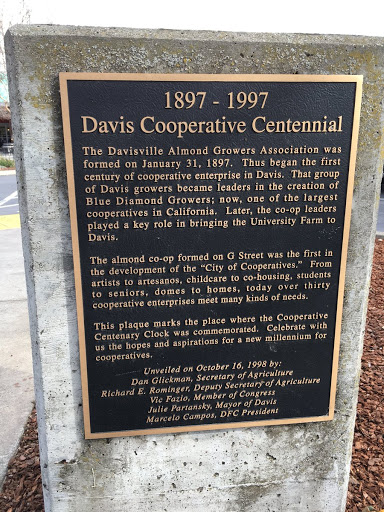 1897 - 1997
Davis Cooperative Centennial
The Davisville Almond Growers Association was
formed on January 31, 1897. Thus began the first
century of cooperative enterprise in Davis. That group
of Davis growers became leaders in the creation of
Blue Diamond Growers; now, one of the largest
cooperatives in California. Later, the co-op leaders
played a key role in bringing the University Farm to
Davis.
The almond co-op formed on G Street was the first in
the development of the "City of Cooperatives." From
artists to artesanos, childcare to co-housing, students
to seniors, domes to homes, today over thirty
cooperative enterprises meet many kinds of needs.
This plaque marks the place where the Cooperative
Centenary Clock was commemorated. Celebrate with
us the hopes and aspirations for a new millennium for
cooperatives.
Unveiled on October 16, 1998 by:
Dan Glickman, Secretary of Agriculture
Richard E. Rominger, Deputy Secretary of Agriculture
Vic Fazio, Member of Congress
Julie Partansky, Mayor of Davis
Marcelo Campos, DFC President